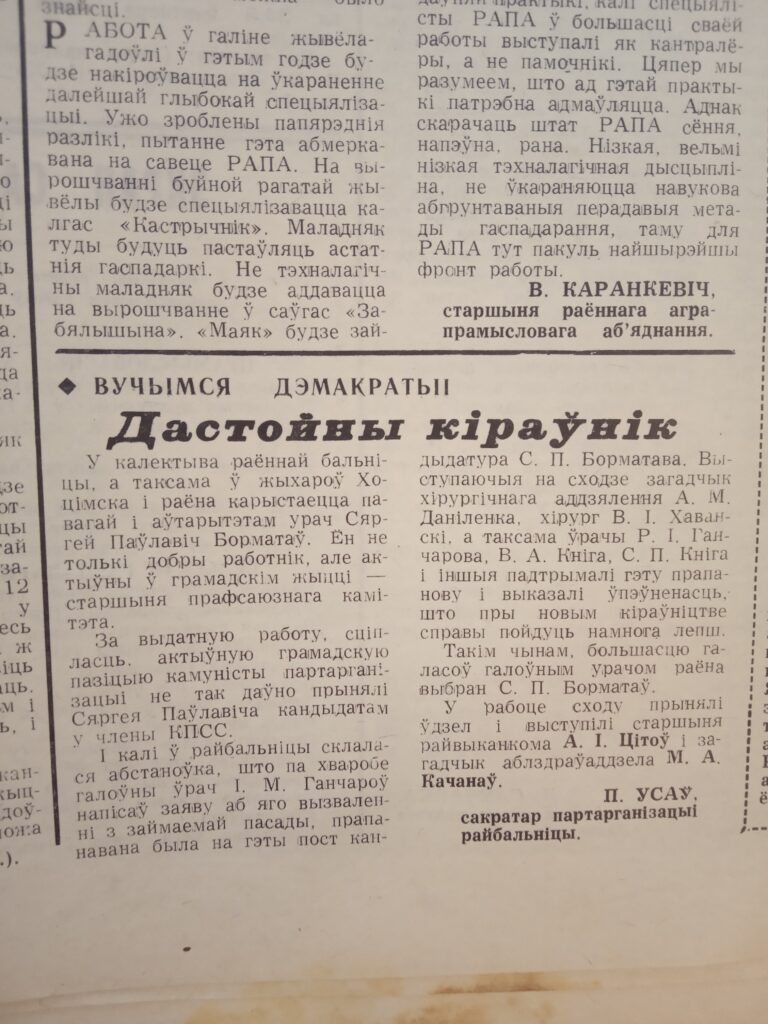 знайсці.
РАБОТА ў галіне жывёла-
гадоўлі ў гэтым годзе бу-
дзе накіроўвацца на ўкараненне
далейшай глыбокай спецыяліза-
цыі. Ужо зроблены папярэднія
разлікі, пытанне гэта абмерка-
вана на савеце РАПА. На вы-
рошчванні буйной рагатай жы-
вёлы будзе спецыялізавацца кал-
гас «Кастрычнік». Маладняк
туды будуць пастаўляць астат-
нія гаспадаркі. Не тэхналагіч-
ны маладняк будзе аддавацца
на вырошчванне ў саўгас «За-
бялышына». «Маяк» будзе зай-
даўняй практыкі, калі спецыялі-
сты РАПА ў большасці сваёй
работы выступалі як кантралё-
ры, а не памочнікі. Цяпер мы
разумеем, што ад гэтай практы-
кі патрэбна адмаўляцца. Аднак
скарачаць штат РАПА сёння,
напэўна, рана. Нізкая, вельмі
нізкая тэхналагічная дысцыплі-
на, не ўкараняюцца навукова
абгрунтаваныя перадавыя мета-
ды гаспадарання, таму для
РАПА тут пакуль найшырэйшы
фронт работы.
В. КАРАНКЕВІЧ,
старшыня раённага агра-
прамысловага аб'яднання.
◆ ВУЧЫМСЯ ДЭМАКРАТЫІ
Дастойны кіраўнік
У калектыва раённай бальні-
цы, а таксама ў жыхароў Хо-
цімска і раёна карыстаецца па-
вагай і аўтарытэтам урач Сяр-
гей Паўлавіч Борматаў. Ён не
толькі добры работнік, але ак-
тыўны ў грамадскім жыцці —
старшыня прафсаюзнага камі-
тэта.
За выдатную работу, сціп-
ласць, актыўную грамадскую
пазіцыю камуністы партаргані-
зацыі не так даўно прынялі
Сяргея Паўлавіча кандыдатам
у члены КПСС.
І калі ў райбальніцы склала-
ся абстаноўка, што па хваробе
галоўны ўрач І. М. Ганчароў
напісаў заяву аб яго вызвален-
ні з займаемай пасады, прапа-
навана была на гэты пост кан-
дыдатура С. П. Борматава. Выс-
тупаючыя на сходзе загадчык
хірургічнага аддзялення А. М.
Даніленка, хірург В. І. Хаван-
скі, а таксама ўрачы Р. І. Ган-
чарова, В. А. Кніга, С. П. Кніга
і іншыя падтрымалі гэту прапа-
нову і выказалі ўпэўненасць,
што пры новым кіраўніцтве
справы пойдуць намнога лепш.
Такім чынам, большасцю га-
ласоў галоўным урачом раёна
выбран С. П. Борматаў.
У рабоце сходу прынялі
ўдзел і выступілі старшыня
райвыканкома А. І. Цітоў і за-
гадчык аблздраўаддзела М. А.
Качанаў.
П. УСАЎ,
сакратар партарганізацыі
райбальніцы.